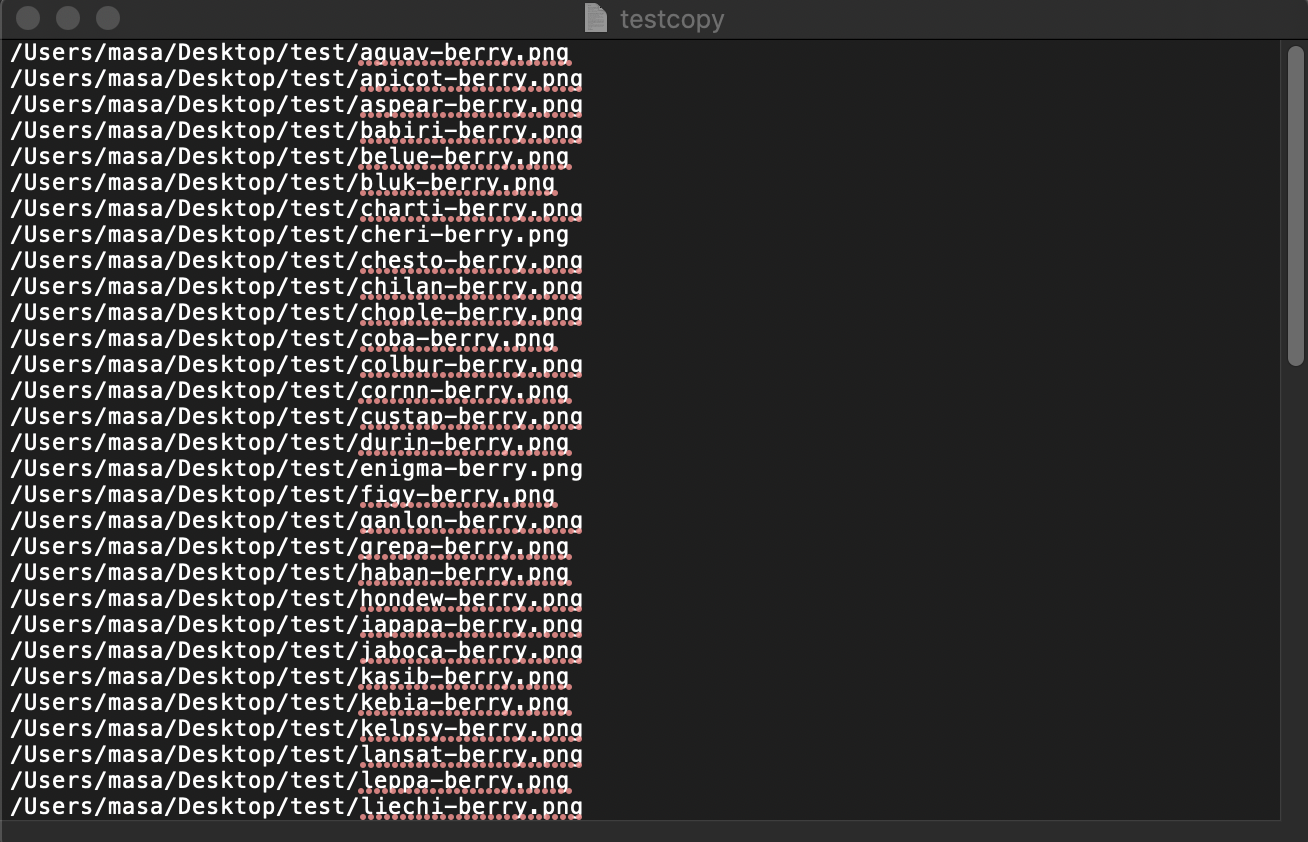 testcopy
/Users/masa/Desktop/test/aguav-berry.png
/Users/masa/Desktop/test/apicot-berry.png
/Users/masa/Desktop/test/aspear-berry.png
/Users/masa/Desktop/test/babiri-berry.png
/Users/masa/Desktop/test/belue-berry.png
/Users/masa/Desktop/test/bluk-berry.png
/Users/masa/Desktop/test/charti-berry.png
/Users/masa/Desktop/test/cheri-berry.png
/Users/masa/Desktop/test/chesto-berry.png
/Users/masa/Desktop/test/chilan-berry.png
/Users/masa/Desktop/test/chople-berry.png
/Users/masa/Desktop/test/coba-berry.png
/Users/masa/Desktop/test/colbur-berry.png
/Users/masa/Desktop/test/cornn-berry.png
/Users/masa/Desktop/test/custap-berry.png
/Users/masa/Desktop/test/durin-berry.png
/Users/masa/Desktop/test/enigma-berry.png
/Users/masa/Desktop/test/figy-berry.png
/Users/masa/Desktop/test/ganlon-berry.png
/Users/masa/Desktop/test/grepa-berry.png
/Users/masa/Desktop/test/haban-berry.png
/Users/masa/Desktop/test/hondew-berry.png
/Users/masa/Desktop/test/iapapa-berry.png
/Users/masa/Desktop/test/jaboca-berry.png
/Users/masa/Desktop/test/kasib-berry.png
/Users/masa/Desktop/test/kebia-berry.png
/Users/masa/Desktop/test/kelpsy-berry.png
/Users/masa/Desktop/test/lansat-berry.png
/Users/masa/Desktop/test/leppa-berry.png
/Users/masa/Desktop/test/liechi-berry.png